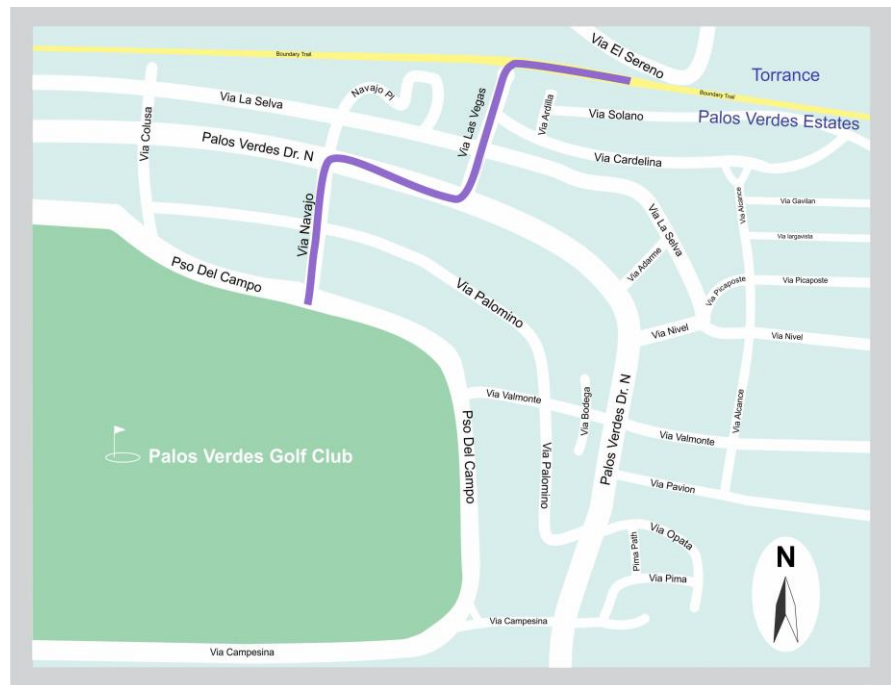 Via El Sereno
Boundary Trail
Torrance
Boundary Trail
Navajo Pl
Via La Selva
Via Las Vegas
Via Ardilla
Via Solano
Palos Verdes Estates
Via Colusa
Palos Verdes Dr. N
Via Cardelina
Via Navajo
Via La Selva
Via Alcance
Via Gavilan
Via largavista
Via Adarme
Pso Del Campo
Via Palomino
Via Picaposte
Via Picaposte
Via Nivel
Via Nivel
Via Valmonte
Via Bodega
Palos Verdes Dr. N
Via Alcance
Pso Del Campo
Via Valmonte
Palos Verdes Golf Club
Via Palomino
Via Pavion
Via Opata
Pima Path
N
Via Pima
Via Campesina
Via Campesina